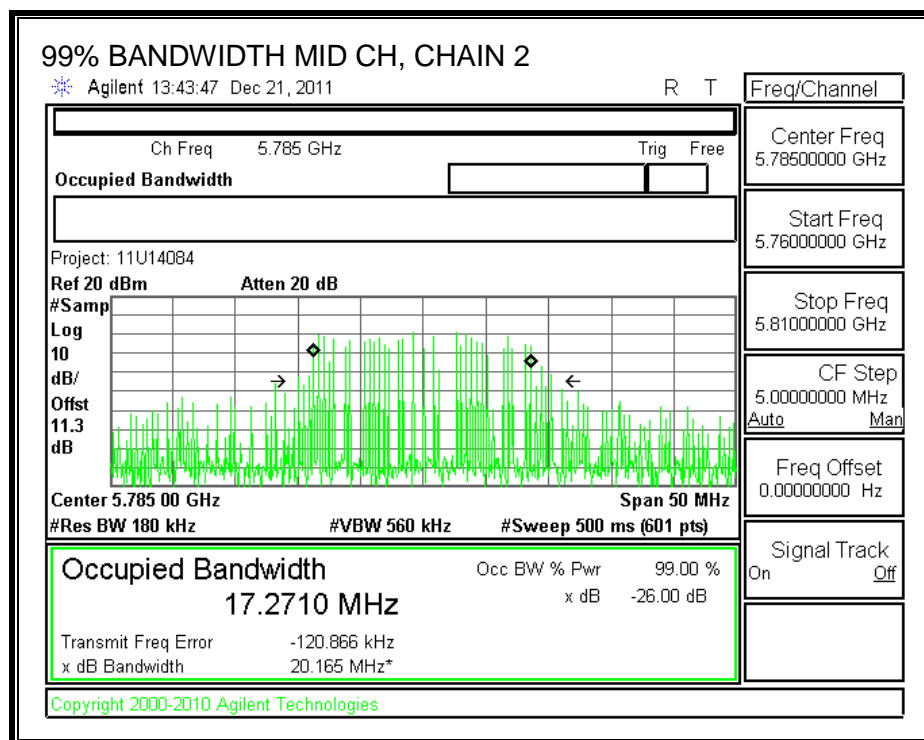 99% BANDWIDTH MID CH, CHAIN 2
Agilent 13:43:47 Dec 21, 2011 R T
Freq/Channel
Ch Freq 5.785 GHz Trig Free
Occupied Bandwidth
Center Freq
5.78500000 GHz
Start Freq
5.76000000 GHz
Stop Freq
5.81000000 GHz
CF Step
5.00000000 MHz
Auto Man
Freq Offset
0.00000000 Hz
Signal Track
On Off
Project: 11U14084
Ref 20 dBm Atten 20 dB
#Samp
Log
10
dB/
Offst
11.3
dB
Center 5.785 00 GHz Span 50 MHz
#Res BW 180 kHz #VBW 560 kHz #Sweep 500 ms (601 pts)
Occupied Bandwidth Occ BW % Pwr 99.00 %
17.2710 MHz x dB -26.00 dB
Transmit Freq Error -120.866 kHz
x dB Bandwidth 20.165 MHz*
Copyright 2000-2010 Agilent Technologies